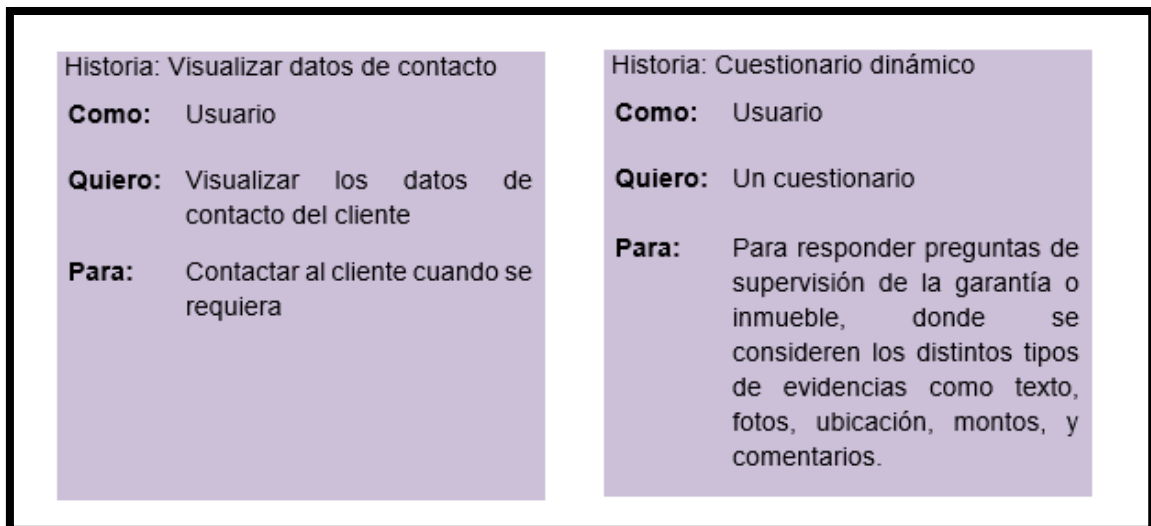 Historia: Visualizar datos de contacto
Como: Usuario
Quiero: Visualizar los datos de
contacto del cliente
Para: Contactar al cliente cuando se
requiera
Historia: Cuestionario dinámico
Como: Usuario
Quiero: Un cuestionario
Para: Para responder preguntas de
supervisión de la garantía o
inmueble, donde se
consideren los distintos tipos
de evidencias como texto,
fotos, ubicación, montos, y
comentarios.